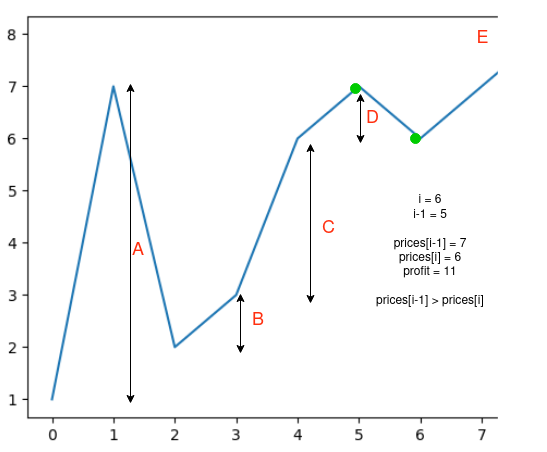 8
E
7
D
6
i = 6
i-1 = 5
5
C
prices[i-1] = 7
prices[i] = 6
profit = 11
4
A
3
B
prices[i-1] > prices[i]
2
1
0 1 2 3 4 5 6 7